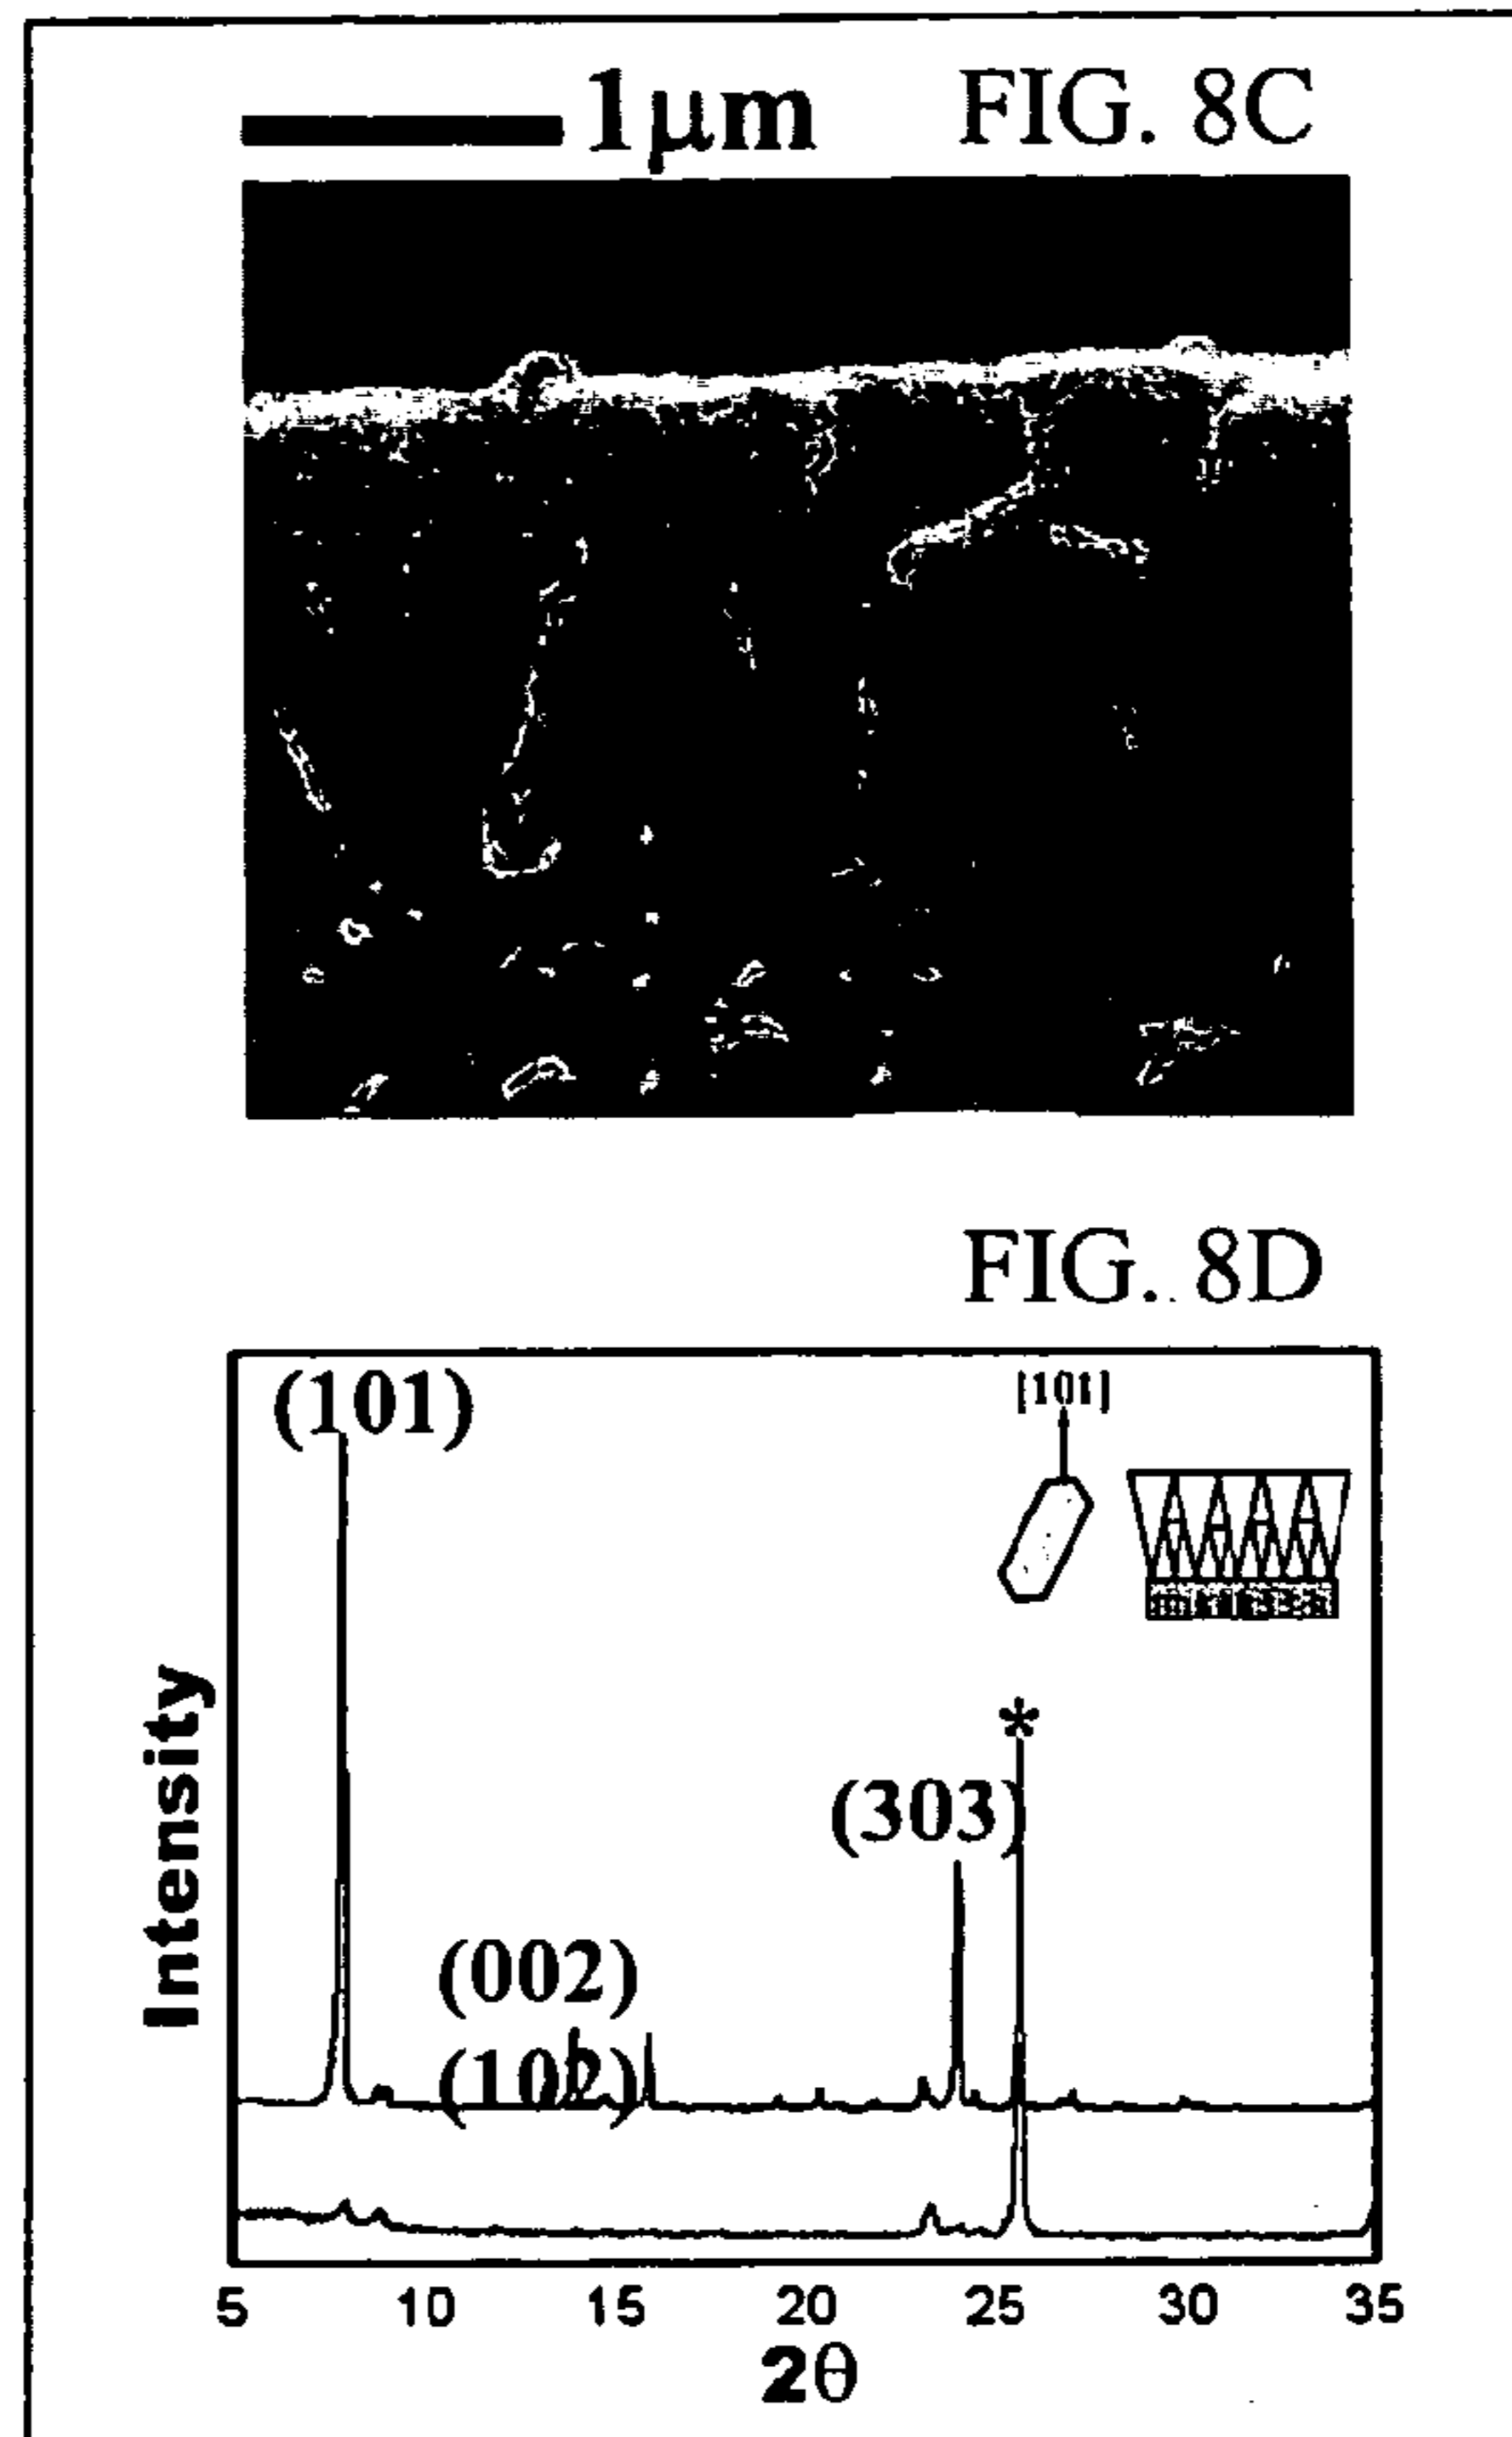 1μm FIG. 8C
FIG. 8D
(101)
[101]
A A A A
*
(303)
(002)
(102)
Intensity
5 10 15 20 25 30 35
2θ